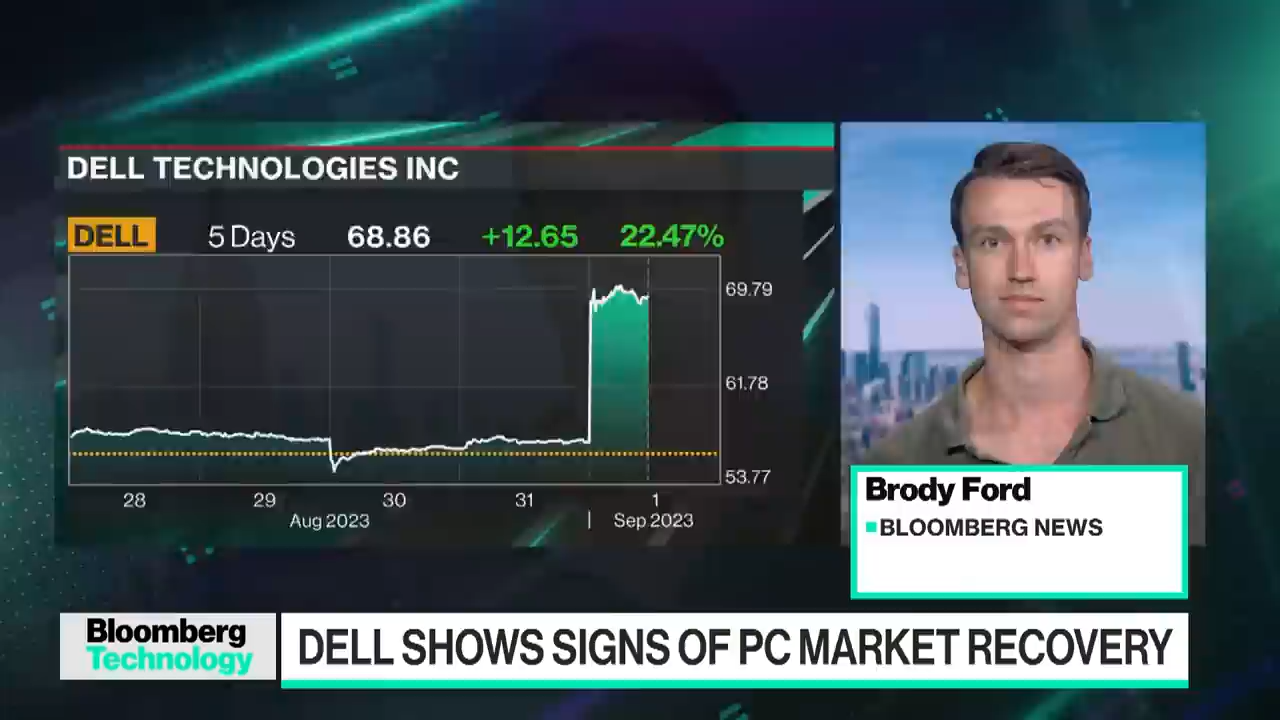 DELL TECHNOLOGIES INC
DELL 5 Days 68.86 +12.65 22.47%
69.79
61.78
53.77
28 29 30 31 1
Aug 2023 | Sep 2023
Brody Ford
BLOOMBERG NEWS
Bloomberg
Technology
DELL SHOWS SIGNS OF PC MARKET RECOVERY